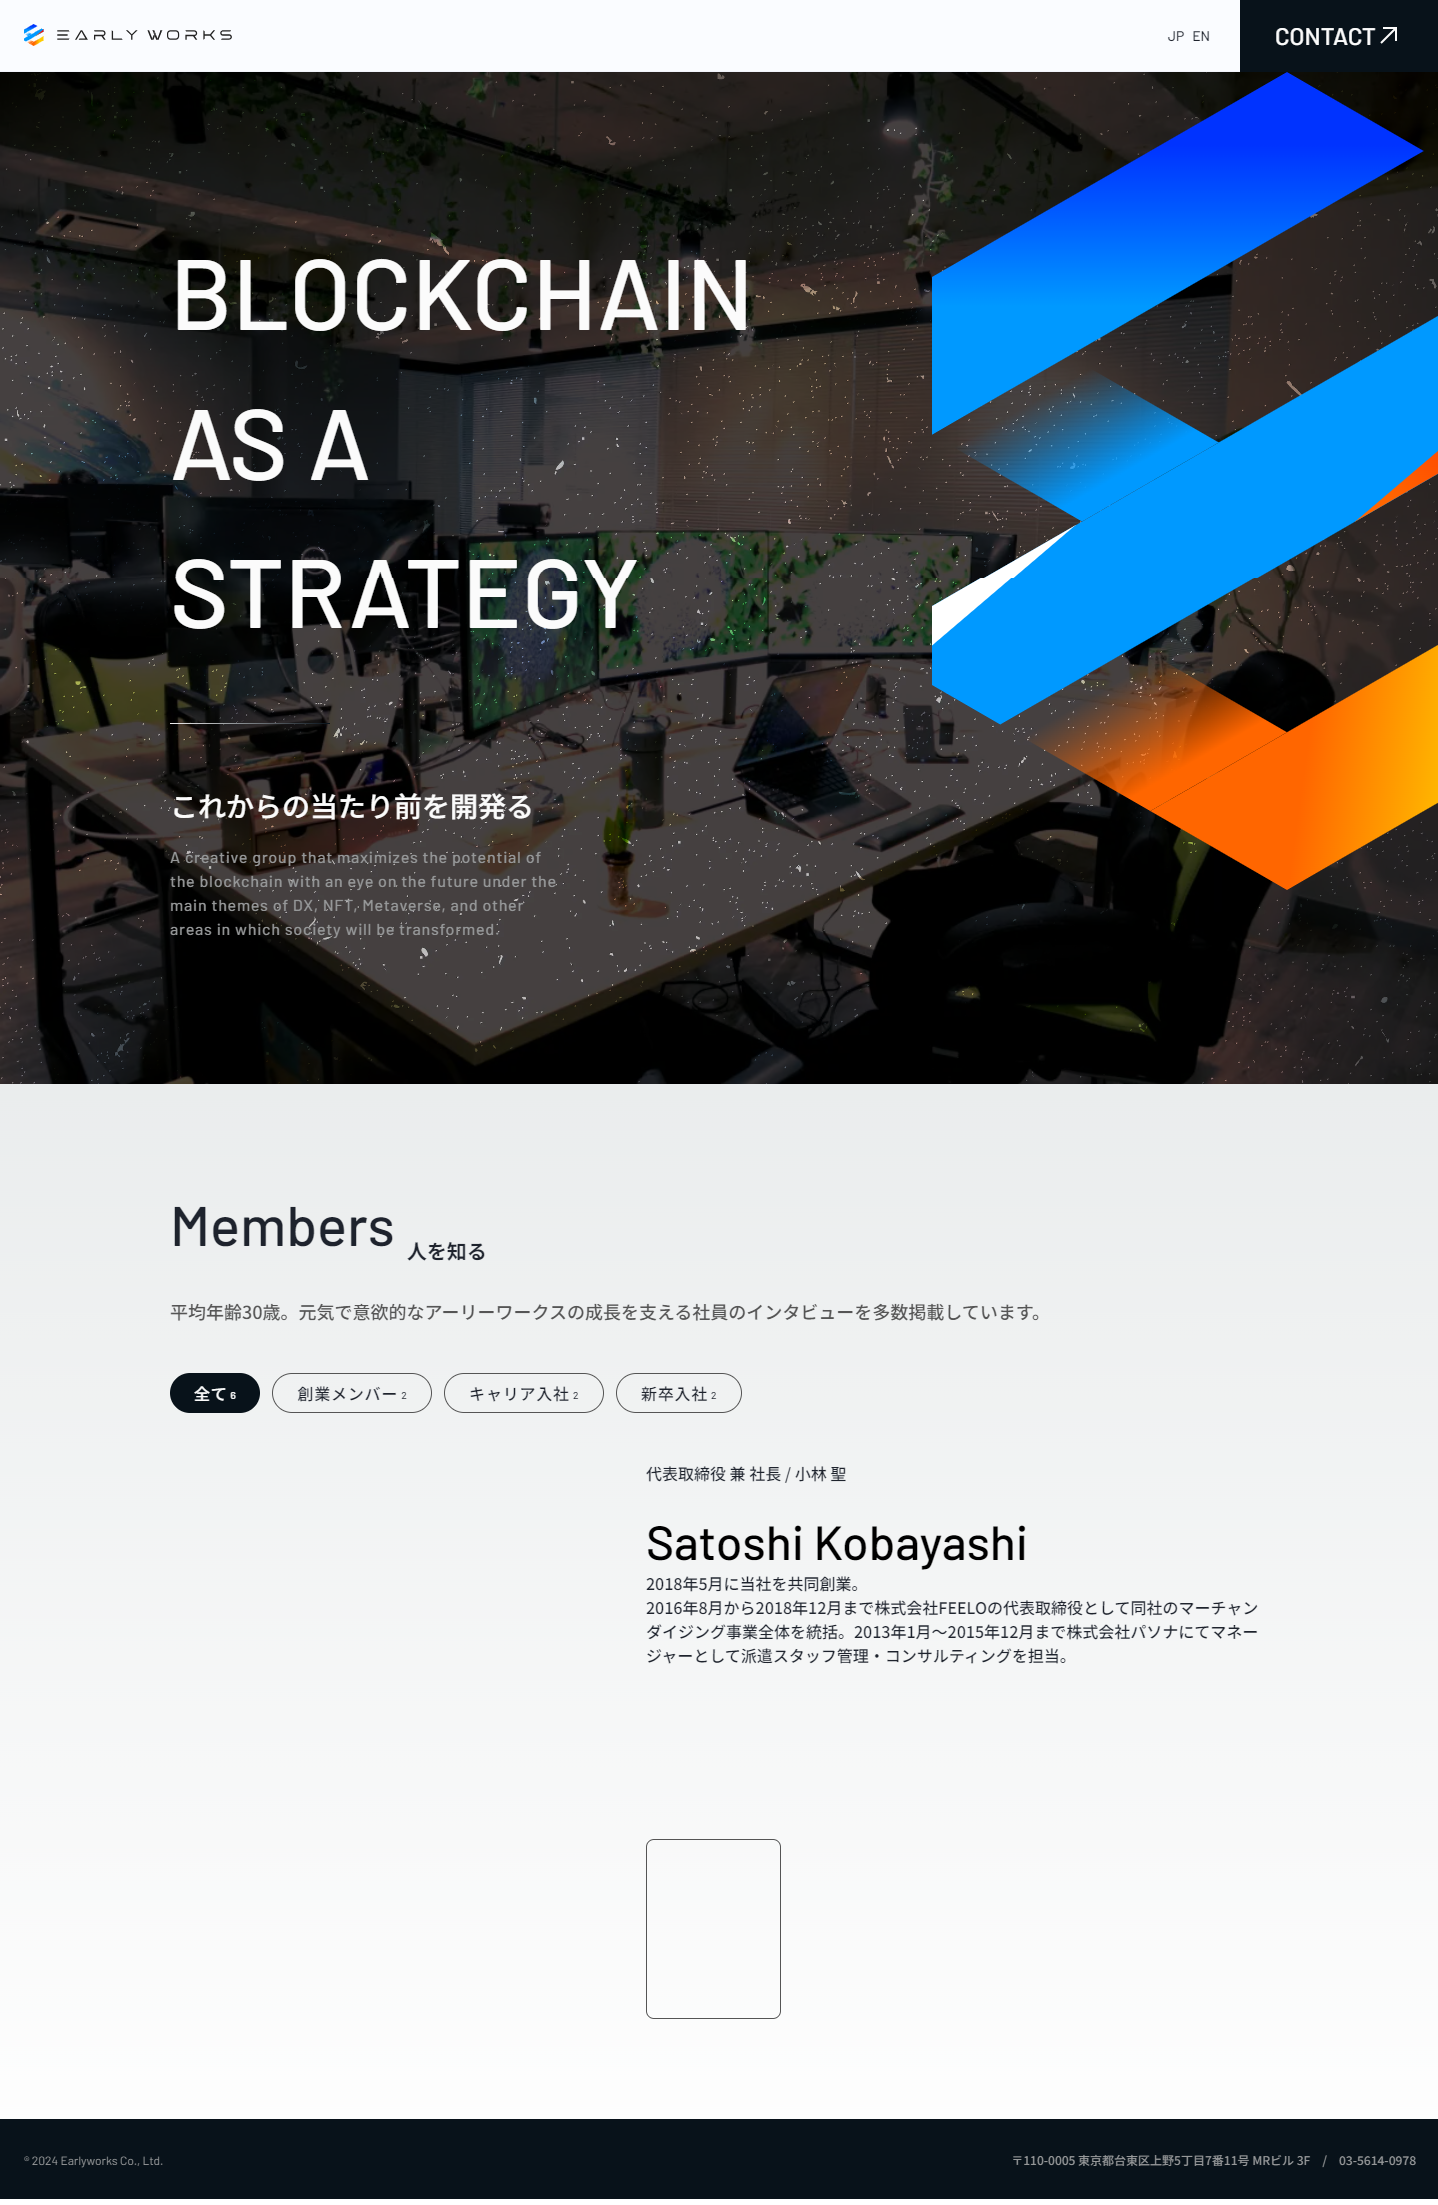 EARLY WORKS
JP EN
CONTACT
BLOCKCHAIN
AS A
STRATEGY
これからの当たり前を開発る
A creative group that maximizes the potential of
the blockchain with an eye on the future under the
main themes of DX, NFT, Metaverse, and other
areas in which society will be transformed.
Members 人を知る
平均年齢30歳。元気で意欲的なアーリーワークスの成長を支える社員のインタビューを多数掲載しています。
全て 6 創業メンバー 2 キャリア入社 2 新卒入社 2
代表取締役 兼 社長 / 小林 聖
Satoshi Kobayashi
2018年5月に当社を共同創業。
2016年8月から2018年12月まで株式会社FEELOの代表取締役として同社のマーチャン
ダイジング事業全体を統括。2013年1月〜2015年12月まで株式会社パソナにてマネー
ジャーとして派遣スタッフ管理・コンサルティングを担当。
© 2024 Earlyworks Co., Ltd.
〒110-0005 東京都台東区上野5丁目7番11号 MRビル 3F / 03-5614-0978